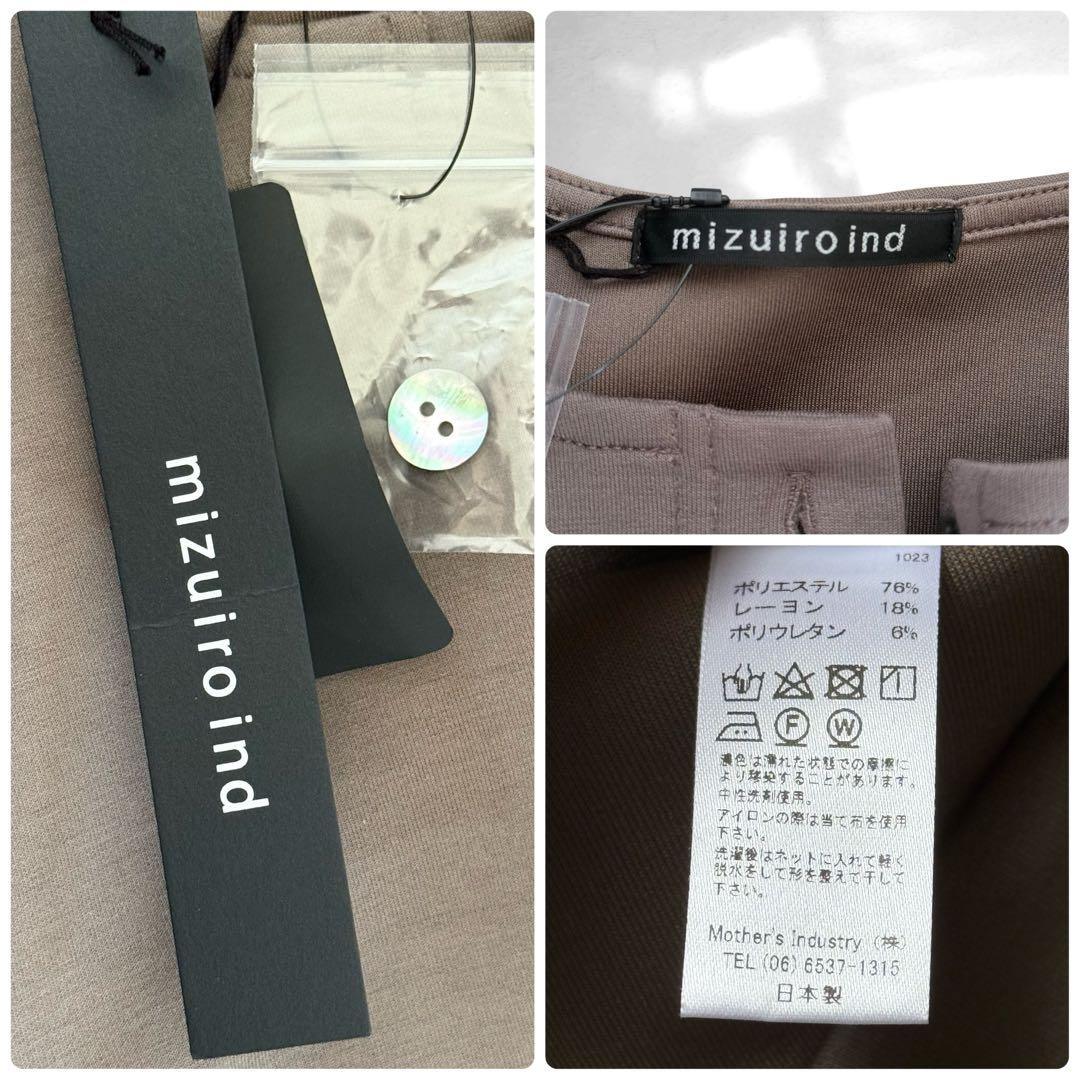 mizuiro ind
mizuiro ind
1023
ポリエステル 76%
レーヨン 18%
ポリウレタン 6%
F W
濃色は濡れた状態での摩擦に
より移染することがあります。
中性洗剤使用。
アイロンの際は当て布を使用
下さい。
洗濯後はネットに入れて軽く
脱水をして形を整えて干して
下さい。
Mother's Industry (株)
TEL (06) 6537-1315
日本製